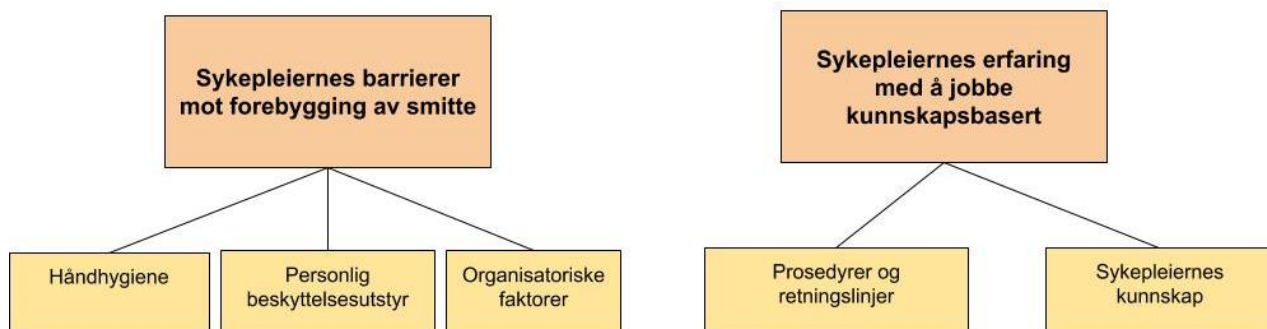 Sykepleiernes barrierer
mot forebygging av smitte
Sykepleiernes erfaring
med å jobbe
kunnskapsbasert
Håndhygiene
Personlig
beskyttelsesutstyr
Organisatoriske
faktorer
Prosedyrer og
retningslinjer
Sykepleiernes
kunnskap